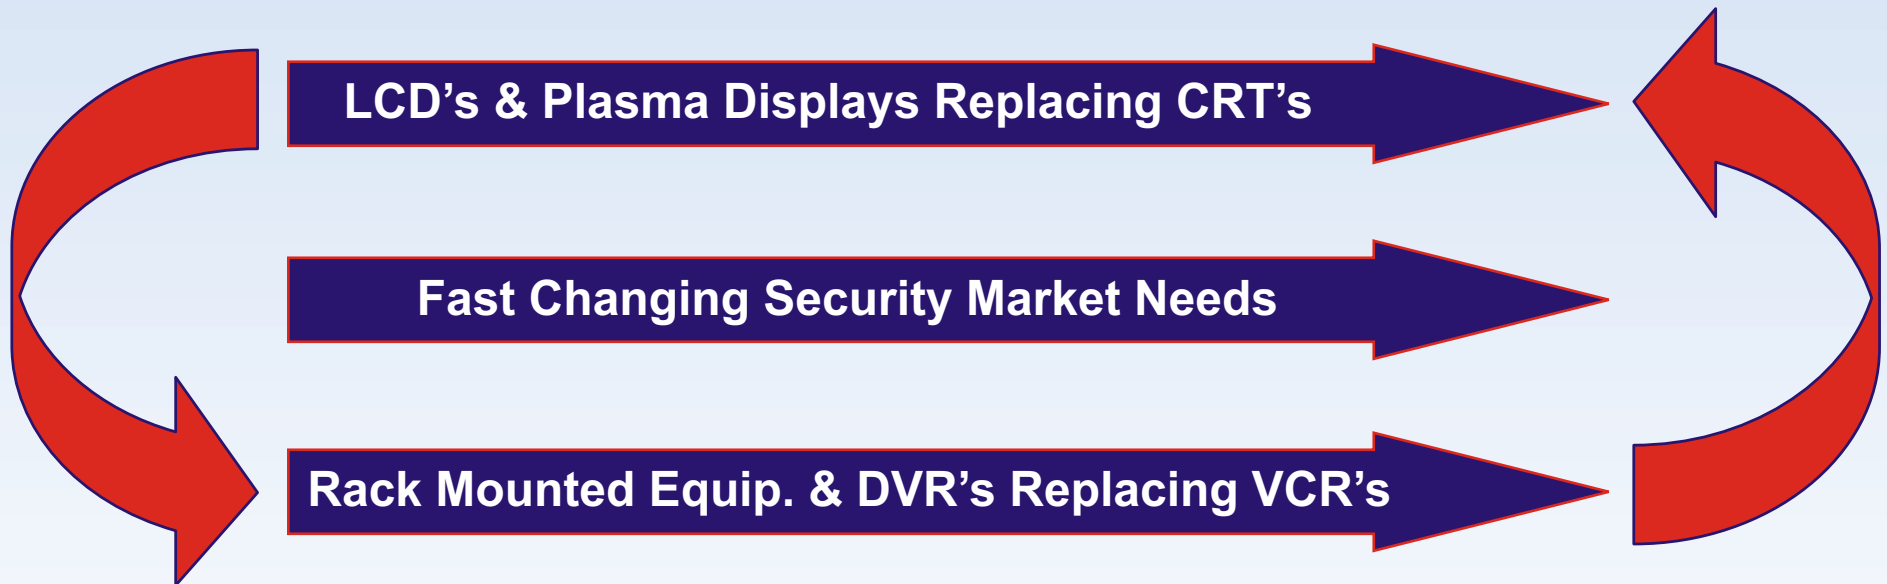 LCD’s & Plasma Displays Replacing CRT’s
Fast Changing Security Market Needs
Rack Mounted Equip. & DVR’s Replacing VCR’s